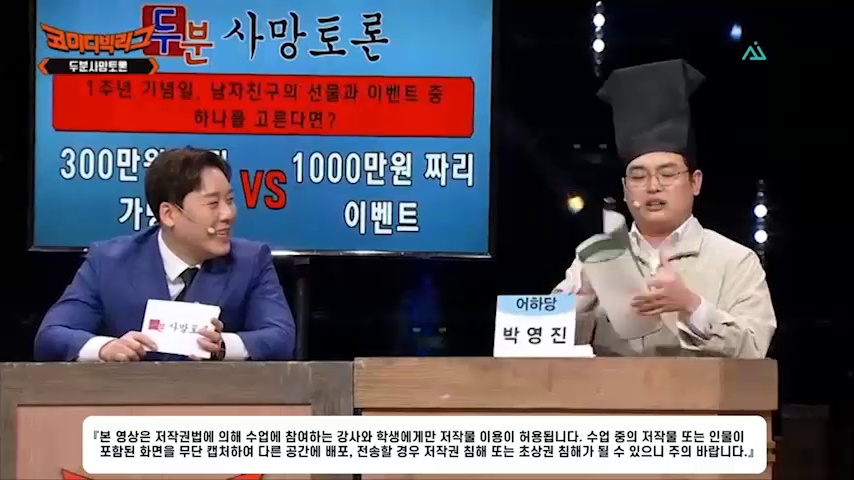 코미디빅리그
두분사망토론
두분 사망토론
1주년 기념일, 남자친구의 선물과 이벤트 중
하나를 고른다면?
300만원
VS
1000만원 짜리
이벤트
두분 사망토론
어하당
박영진
『본 영상은 저작권법에 의해 수업에 참여하는 강사와 학생에게만 저작물 이용이 허용됩니다. 수업 중의 저작물 또는 인물이
포함된 화면을 무단 캡처하여 다른 공간에 배포, 전송할 경우 저작권 침해 또는 초상권 침해가 될 수 있으니 주의 바랍니다.』